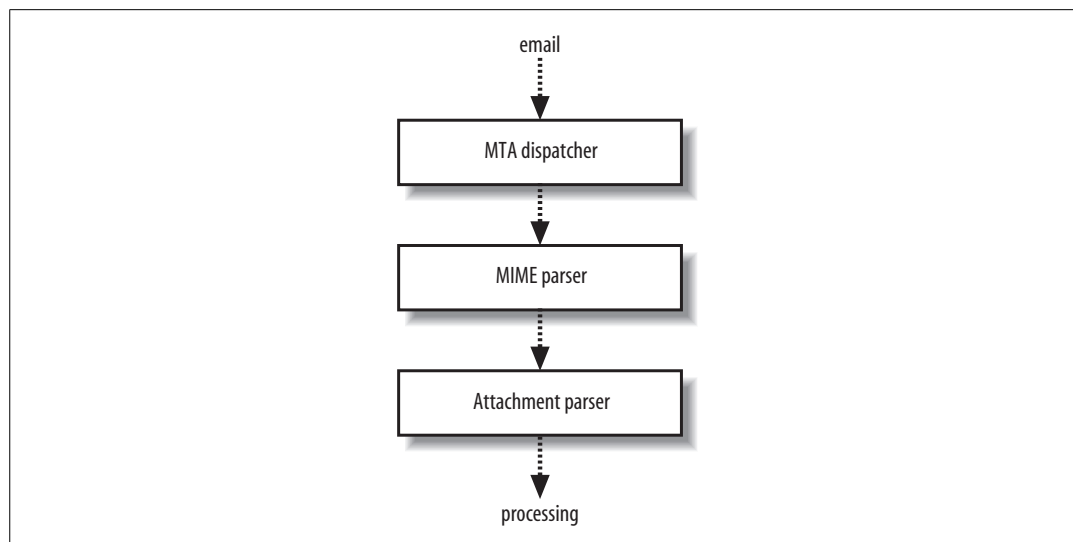 email
MTA dispatcher
MIME parser
Attachment parser
processing